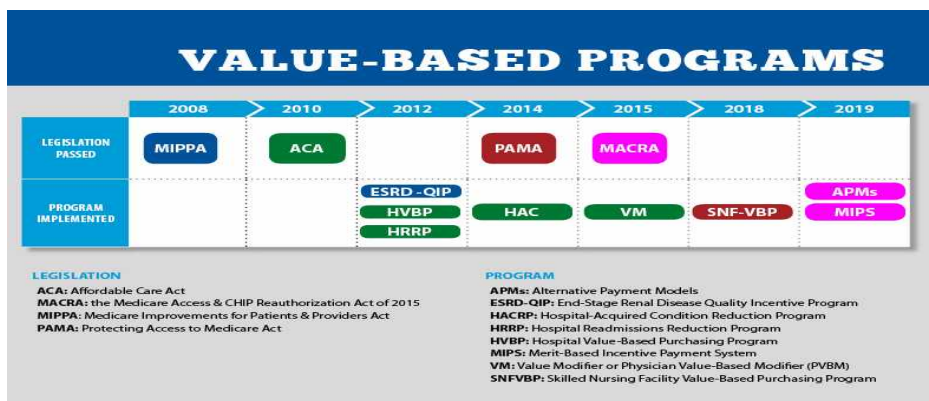 VALUE-BASED PROGRAMS
2008 2010 2012 2014 2015 2018 2019
LEGISLATION
PASSED
MIPPA ACA PAMA MACRA
PROGRAM
IMPLEMENTED
ESRD-QIP APMs
HVBP HAC VM SNF-VBP MIPS
HRRP
LEGISLATION
ACA: Affordable Care Act
MACRA: the Medicare Access & CHIP Reauthorization Act of 2015
MIPPA: Medicare Improvements for Patients & Providers Act
PAMA: Protecting Access to Medicare Act
PROGRAM
APMs: Alternative Payment Models
ESRD-QIP: End-Stage Renal Disease Quality Incentive Program
HACRP: Hospital-Acquired Condition Reduction Program
HRRP: Hospital Readmissions Reduction Program
HVBP: Hospital Value-Based Purchasing Program
MIPS: Merit-Based Incentive Payment System
VM: Value Modifier or Physician Value-Based Modifier (PVBM)
SNFVBP: Skilled Nursing Facility Value-Based Purchasing Program